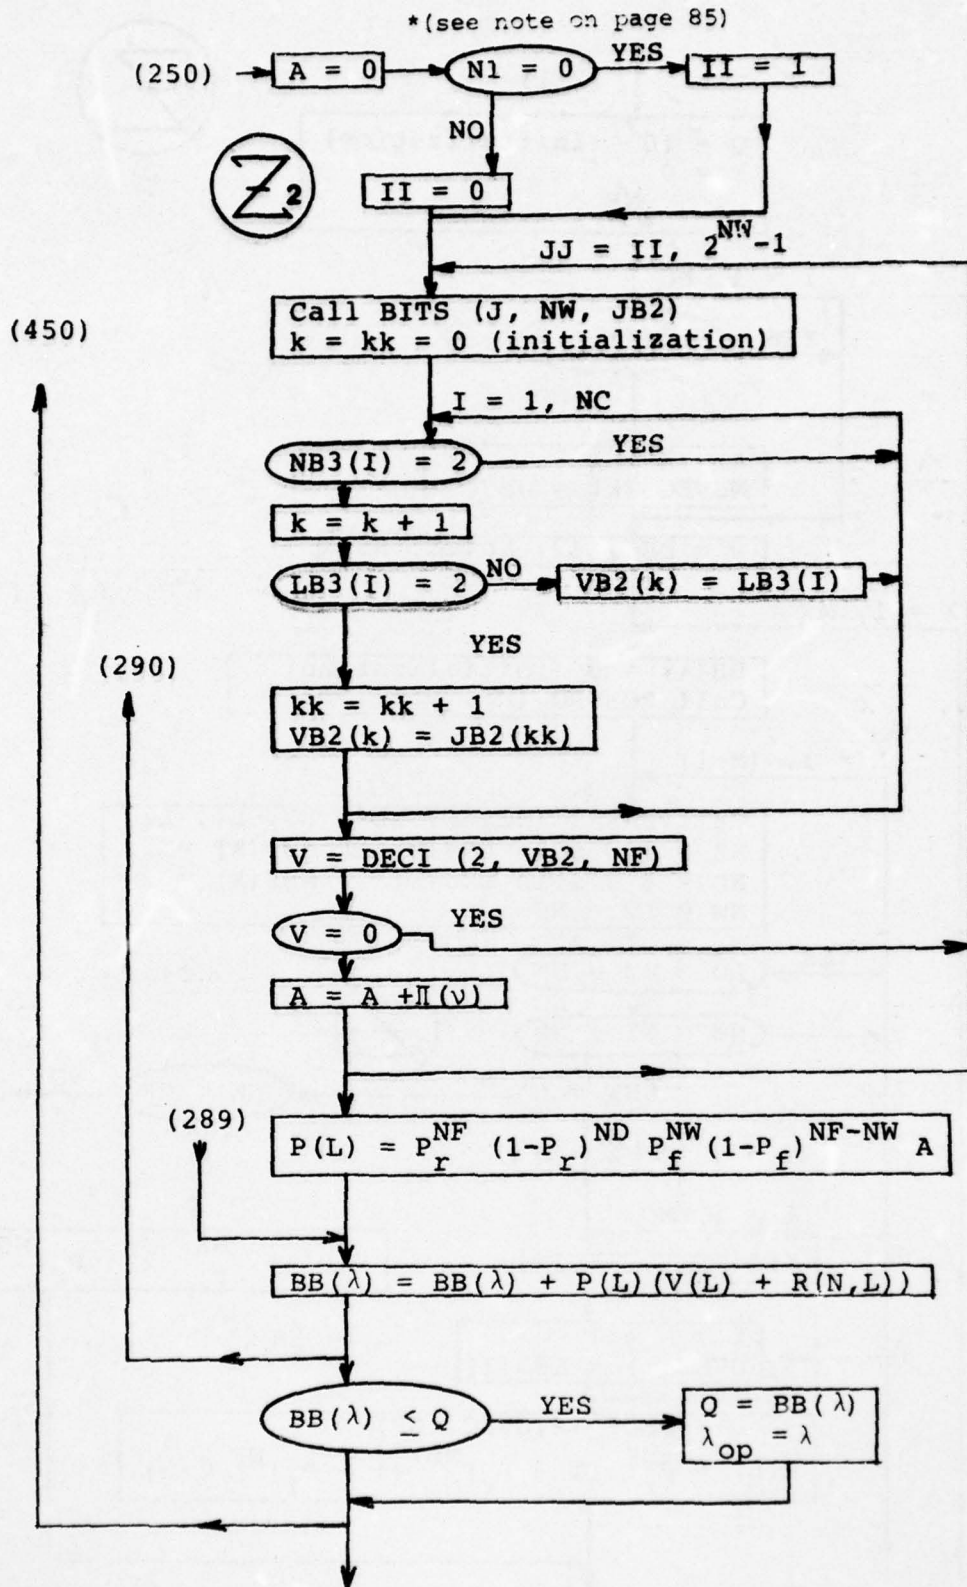 *(see note on page 85)
(250) A = 0 N1 = 0 YES II = 1
NO
Z2
II = 0
JJ = II, 2^NW-1
Call BITS (J, NW, JB2)
k = kk = 0 (initialization)
(450)
I = 1, NC
NB3(I) = 2 YES
k = k + 1
LB3(I) = 2 NO VB2(k) = LB3(I)
YES
(290)
kk = kk + 1
VB2(k) = JB2(kk)
V = DECI (2, VB2, NF)
V = 0 YES
A = A +Π(ν)
(289)
P(L) = P_r^NF (1-P_r)^ND P_f^NW (1-P_f)^NF-NW A
BB(λ) = BB(λ) + P(L)(V(L) + R(N,L))
BB(λ) ≤ Q YES Q = BB(λ)
λ_op = λ